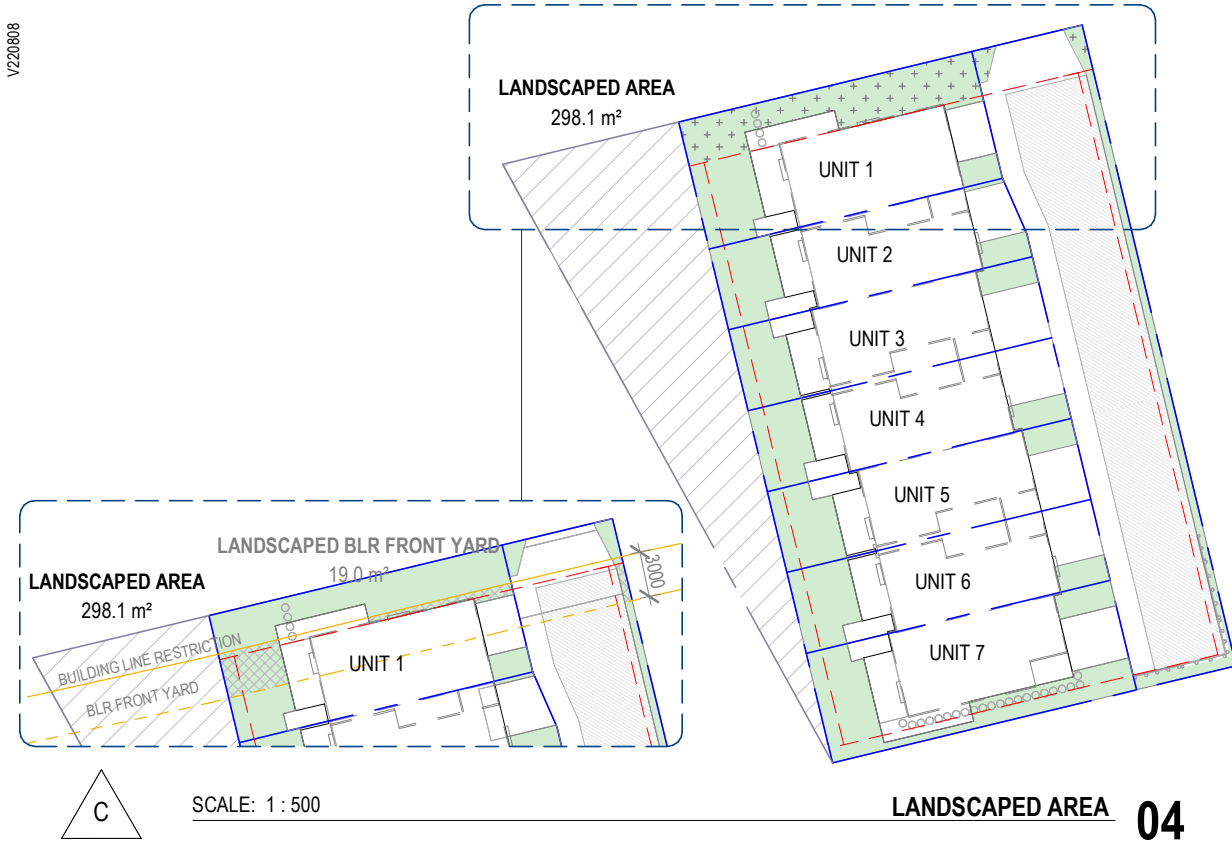 V220808
LANDSCAPED AREA
298.1 m²
UNIT 1
UNIT 2
UNIT 3
UNIT 4
UNIT 5
UNIT 6
UNIT 7
LANDSCAPED BLR FRONT YARD
19.0 m²
3000
LANDSCAPED AREA
298.1 m²
BUILDING LINE RESTRICTION
BLR FRONT YARD
UNIT 1
C
SCALE: 1 : 500
LANDSCAPED AREA 04